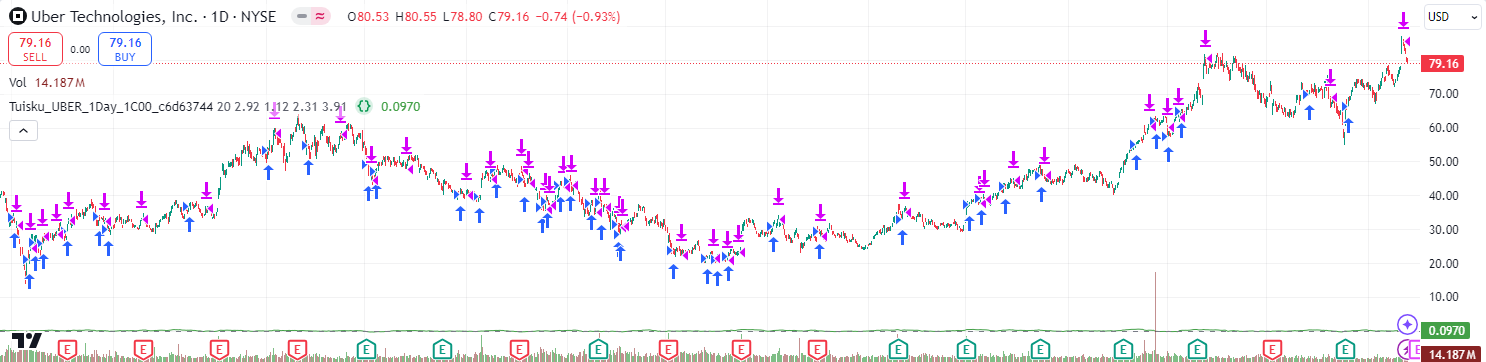 Uber Technologies, Inc. · 1D · NYSE O80.53 H80.55 L78.80 C79.16 −0.74 (−0.93%)
USD
79.16 SELL
0.00
79.16 BUY
Vol 14.187M
Tuisku_UBER_1Day_1C00_c6d63744 20 2.92 1.12 2.31 3.91 {} 0.0970
79.16
70.00
60.00
50.00
40.00
30.00
20.00
10.00
0.0970
14.187M
E E E E E E E E E E E E E E E E E E